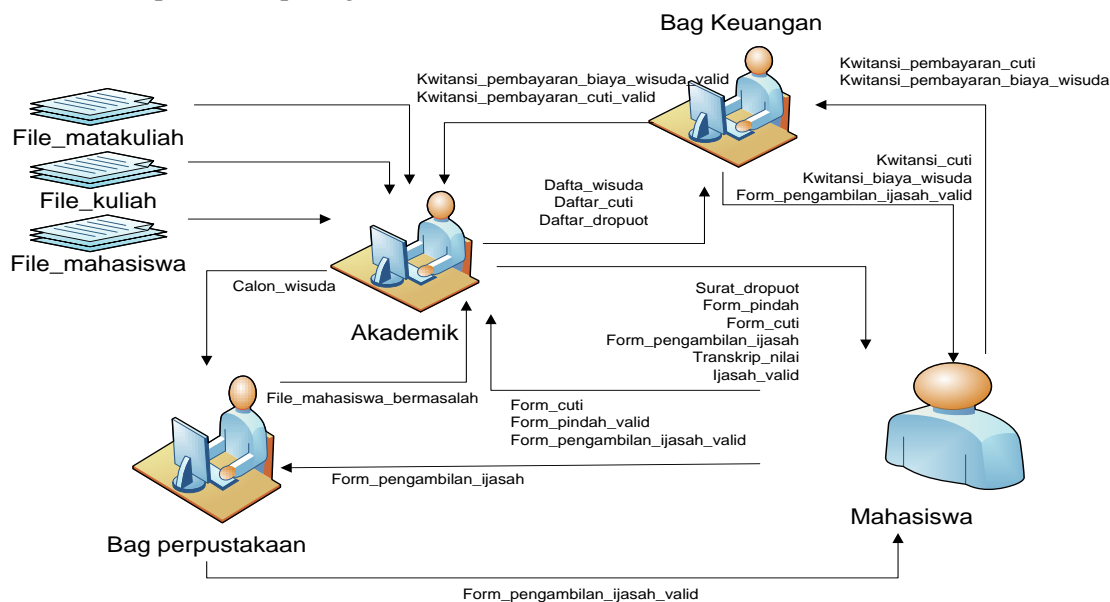 Bag Keuangan
Kwitansi_pembayaran_cuti
Kwitansi_pembayaran_biaya_wisuda
Kwitansi_pembayaran_biaya_wisuda_valid
Kwitansi_pembayaran_cuti_valid
File_matakuliah
File_kuliah
File_mahasiswa
Kwitansi_cuti
Kwitansi_biaya_wisuda
Form_pengambilan_ijasah_valid
Dafta_wisuda
Daftar_cuti
Daftar_dropuot
Calon_wisuda
Akademik
Surat_dropuot
Form_pindah
Form_cuti
Form_pengambilan_ijasah
Transkrip_nilai
Ijasah_valid
File_mahasiswa_bermasalah
Form_cuti
Form_pindah_valid
Form_pengambilan_ijasah_valid
Form_pengambilan_ijasah
Mahasiswa
Bag perpustakaan
Form_pengambilan_ijasah_valid